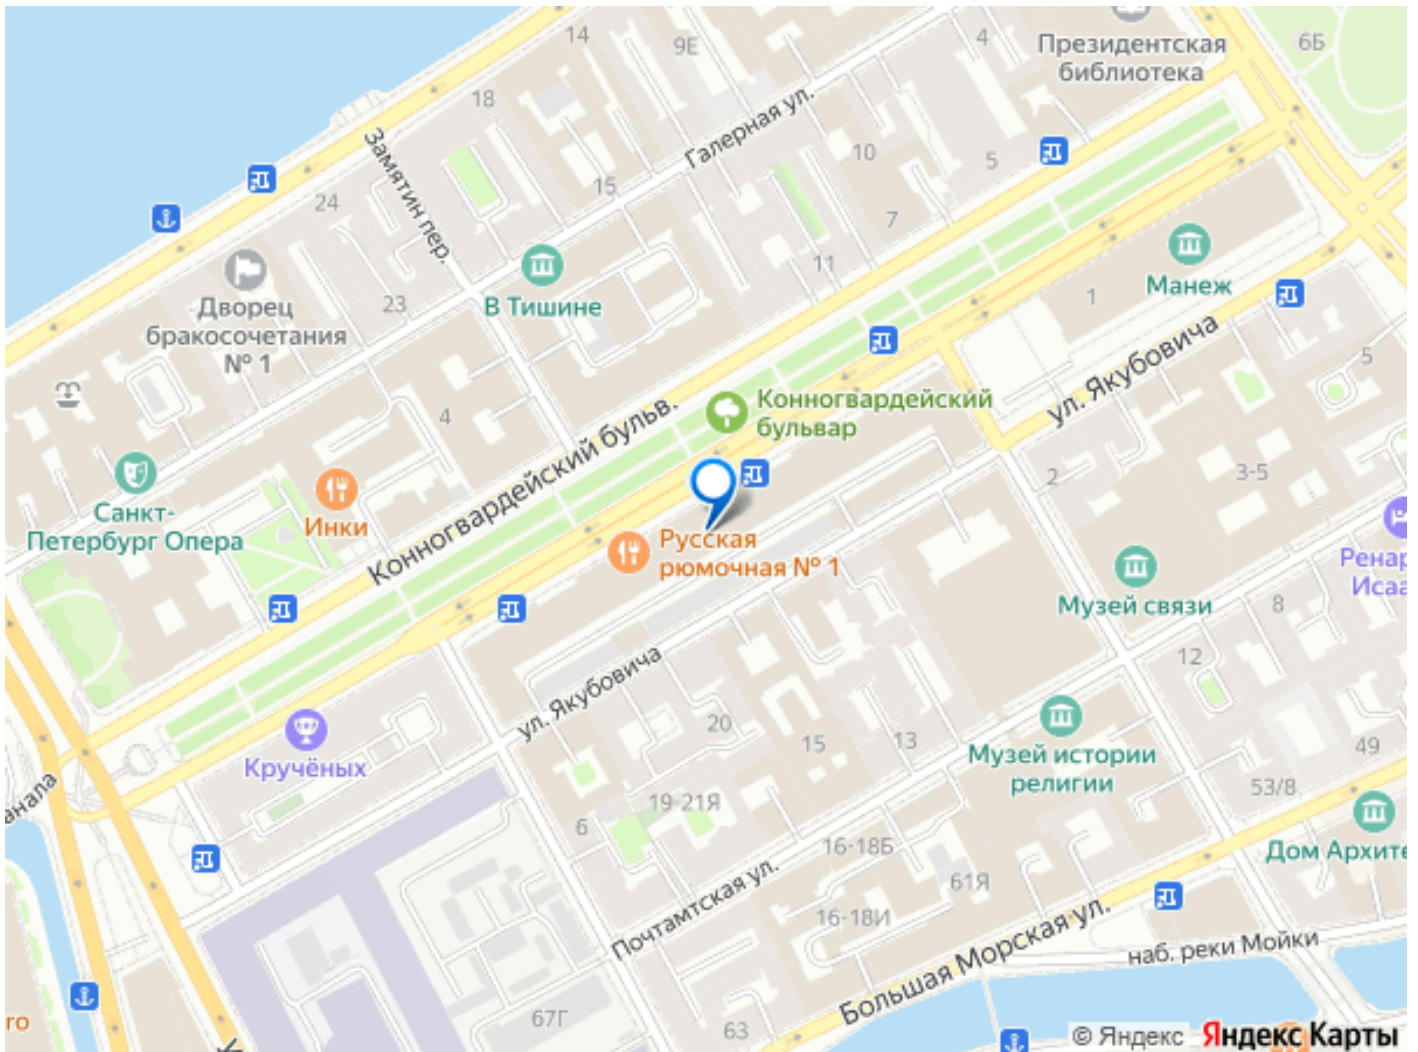 14
9Е
4
Президентская
библиотека
6Б
18
Замятин пер.
Галерная ул.
10
5
15
24
7
11
Дворец
бракосочетания
№ 1
23
В Тишине
Манеж
1
ул. Якубовича
5
4
Конногвардейский
бульвар
Конногвардейский бульв.
2
3-5
Санкт-
Петербург Опера
Инки
Русская
рюмочная № 1
Музей связи
8
12
ул. Якубовича
20
15
13
Музей истории
религии
49
53/8
Кручёных
19-21Я
6
16-18Б
61Я
16-18И
Почтамтская ул.
Большая Морская ул.
наб. реки Мойки
67Г
63
© Яндекс Яндекс Карты